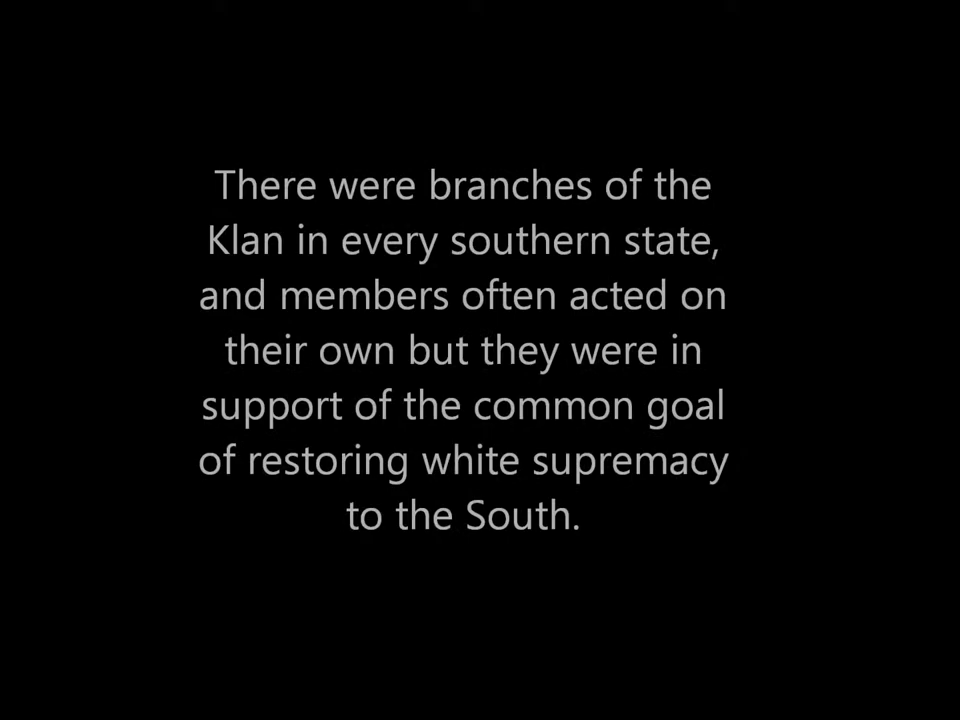 There were branches of the
Klan in every southern state,
and members often acted on
their own but they were in
support of the common goal
of restoring white supremacy
to the South.